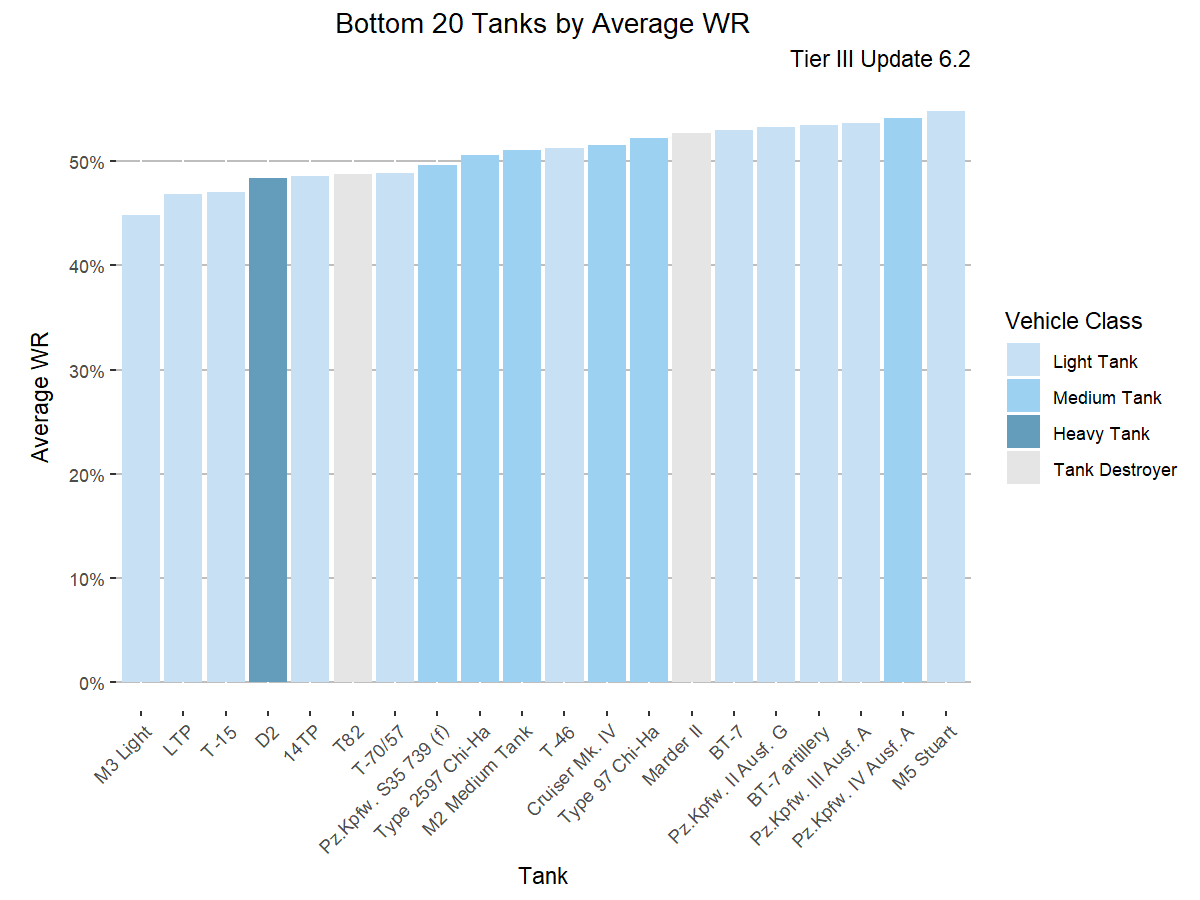 Bottom 20 Tanks by Average WR
Tier III Update 6.2
Average WR
50%
40%
30%
20%
10%
0%
M3 Light
LTP
T-15
D2
14TP
T82
T-70/57
Pz.Kpfw. S35 739 (f)
Type 2597 Chi-Ha
M2 Medium Tank
T-46
Cruiser Mk. IV
Type 97 Chi-Ha
Marder II
BT-7
Pz.Kpfw. II Ausf. G
BT-7 artillery
Pz.Kpfw. III Ausf. A
Pz.Kpfw. IV Ausf. A
M5 Stuart
Tank
Vehicle Class
Light Tank
Medium Tank
Heavy Tank
Tank Destroyer